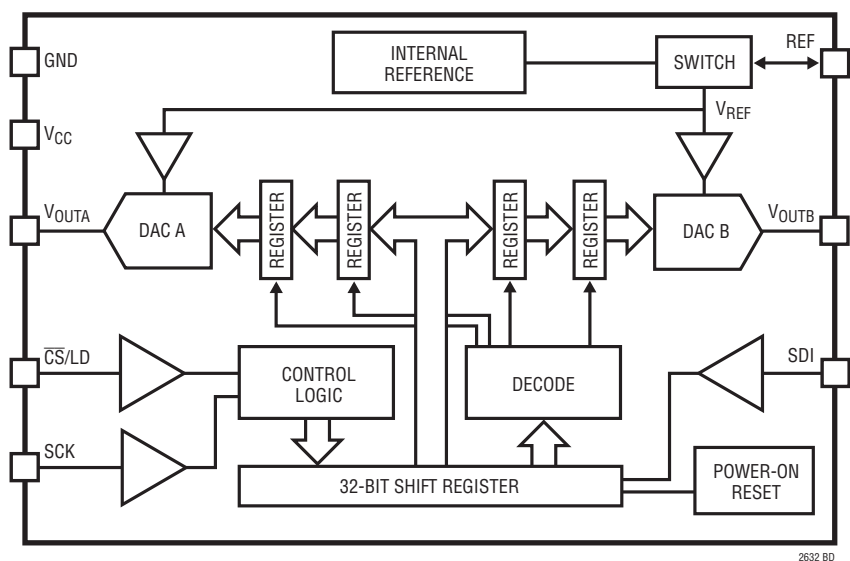 GND
INTERNAL
REFERENCE
SWITCH
REF
VCC
VREF
VOUTA
DAC A
REGISTER
REGISTER
REGISTER
REGISTER
DAC B
VOUTB
C̅S̅/LD
CONTROL
LOGIC
DECODE
SDI
SCK
32-BIT SHIFT REGISTER
POWER-ON
RESET
2632 BD